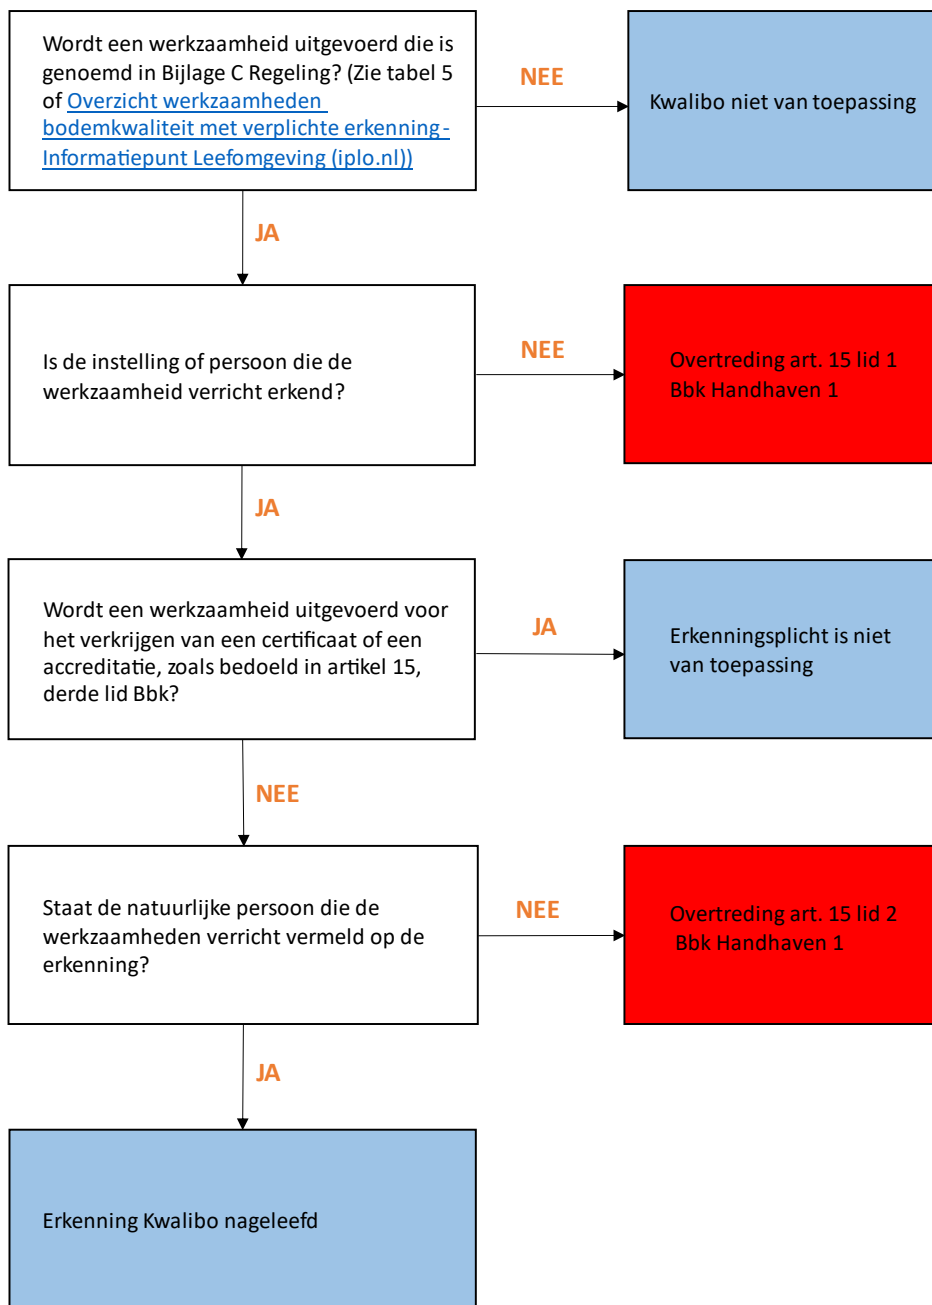 Wordt een werkzaamheid uitgevoerd die is
genoemd in Bijlage C Regeling? (Zie tabel 5
of Overzicht werkzaamheden
bodemkwaliteit met verplichte erkenning -
Informatiepunt Leefomgeving (iplo.nl))
NEE
Kwalibo niet van toepassing
JA
Is de instelling of persoon die de
werkzaamheid verricht erkend?
NEE
Overtreding art. 15 lid 1
Bbk Handhaven 1
JA
Wordt een werkzaamheid uitgevoerd voor
het verkrijgen van een certificaat of een
accreditatie, zoals bedoeld in artikel 15,
derde lid Bbk?
JA
Erkenningsplicht is niet
van toepassing
NEE
Staat de natuurlijke persoon die de
werkzaamheden verricht vermeld op de
erkenning?
NEE
Overtreding art. 15 lid 2
Bbk Handhaven 1
JA
Erkenning Kwalibo nageleefd